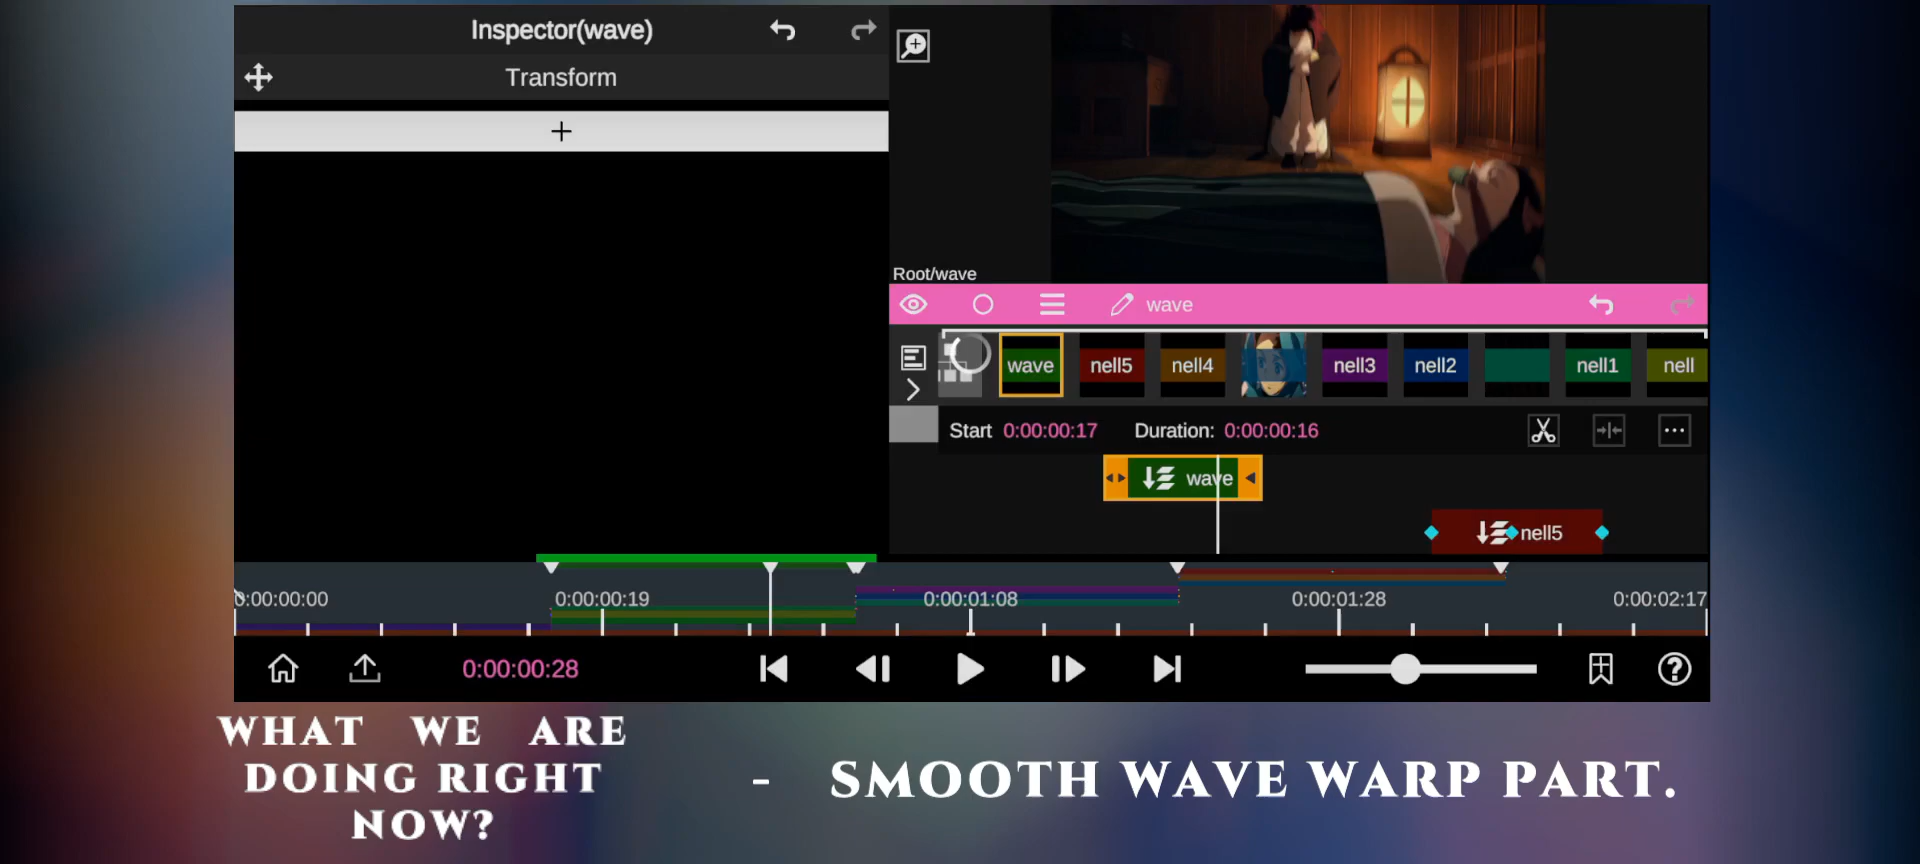 Inspector(wave)
Transform
Root/wave
wave
wave nell5 nell4 nell3 nell2 nell1 nell
Start 0:00:00:17 Duration: 0:00:00:16
wave
nell5
0:00:00:00 0:00:00:19 0:00:01:08 0:00:01:28 0:00:02:17
0:00:00:28
WHAT WE ARE
DOING RIGHT
NOW?
- SMOOTH WAVE WARP PART.